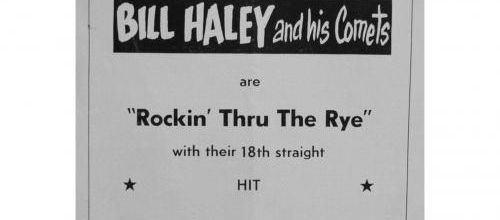 BILL HALEY and his Comets
are
"Rockin' Thru The Rye"
with their 18th straight
★ HIT ★